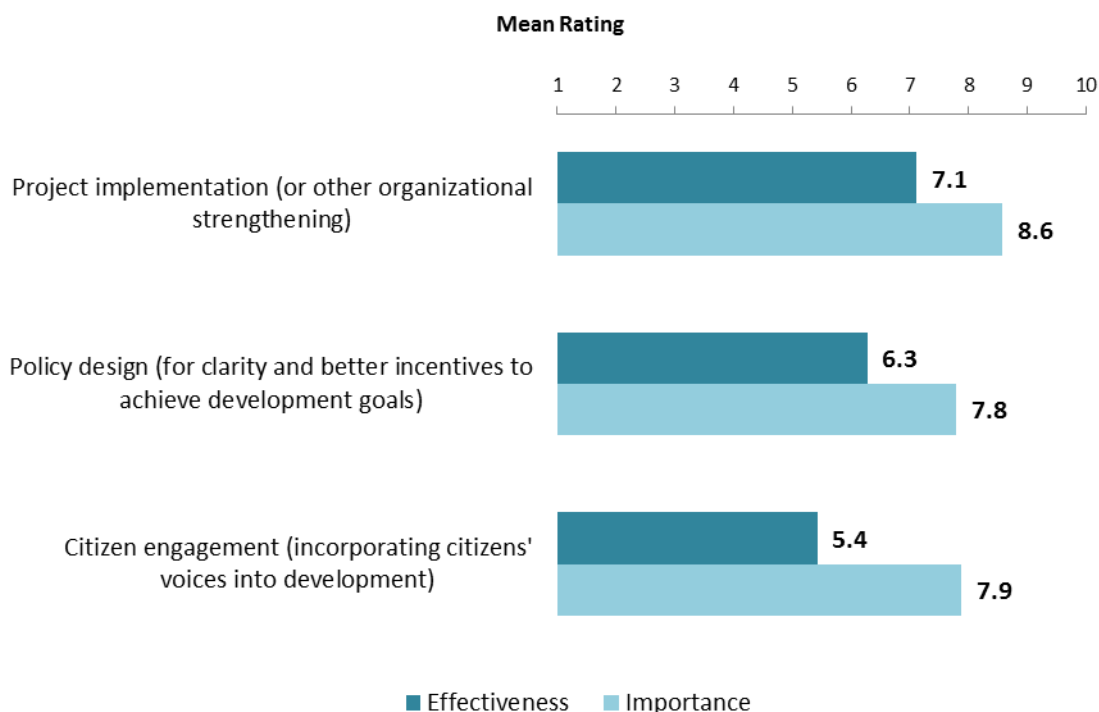 Mean Rating
1 2 3 4 5 6 7 8 9 10
Project implementation (or other organizational
strengthening)
7.1
8.6
Policy design (for clarity and better incentives to
achieve development goals)
6.3
7.8
Citizen engagement (incorporating citizens'
voices into development)
5.4
7.9
Effectiveness Importance